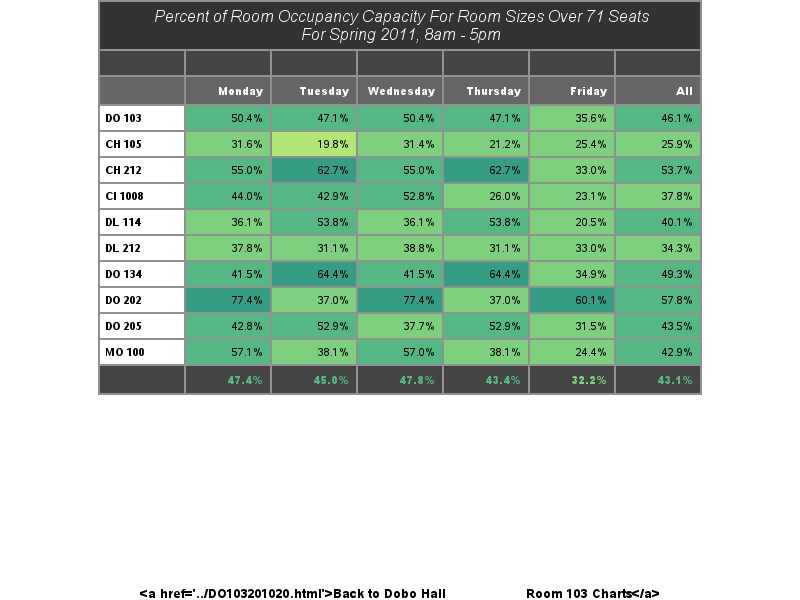 Percent of Room Occupancy Capacity For Room Sizes Over 71 Seats
For Spring 2011, 8am - 5pm
Monday Tuesday Wednesday Thursday Friday All
DO 103 50.4% 47.1% 50.4% 47.1% 35.6% 46.1%
CH 105 31.6% 19.8% 31.4% 21.2% 25.4% 25.9%
CH 212 55.0% 62.7% 55.0% 62.7% 33.0% 53.7%
CI 1008 44.0% 42.9% 52.8% 26.0% 23.1% 37.8%
DL 114 36.1% 53.8% 36.1% 53.8% 20.5% 40.1%
DL 212 37.8% 31.1% 38.8% 31.1% 33.0% 34.3%
DO 134 41.5% 64.4% 41.5% 64.4% 34.9% 49.3%
DO 202 77.4% 37.0% 77.4% 37.0% 60.1% 57.8%
DO 205 42.8% 52.9% 37.7% 52.9% 31.5% 43.5%
MO 100 57.1% 38.1% 57.0% 38.1% 24.4% 42.9%
47.4% 45.0% 47.8% 43.4% 32.2% 43.1%
<a href='../DO103201020.html'>Back to Dobo Hall Room 103 Charts</a>